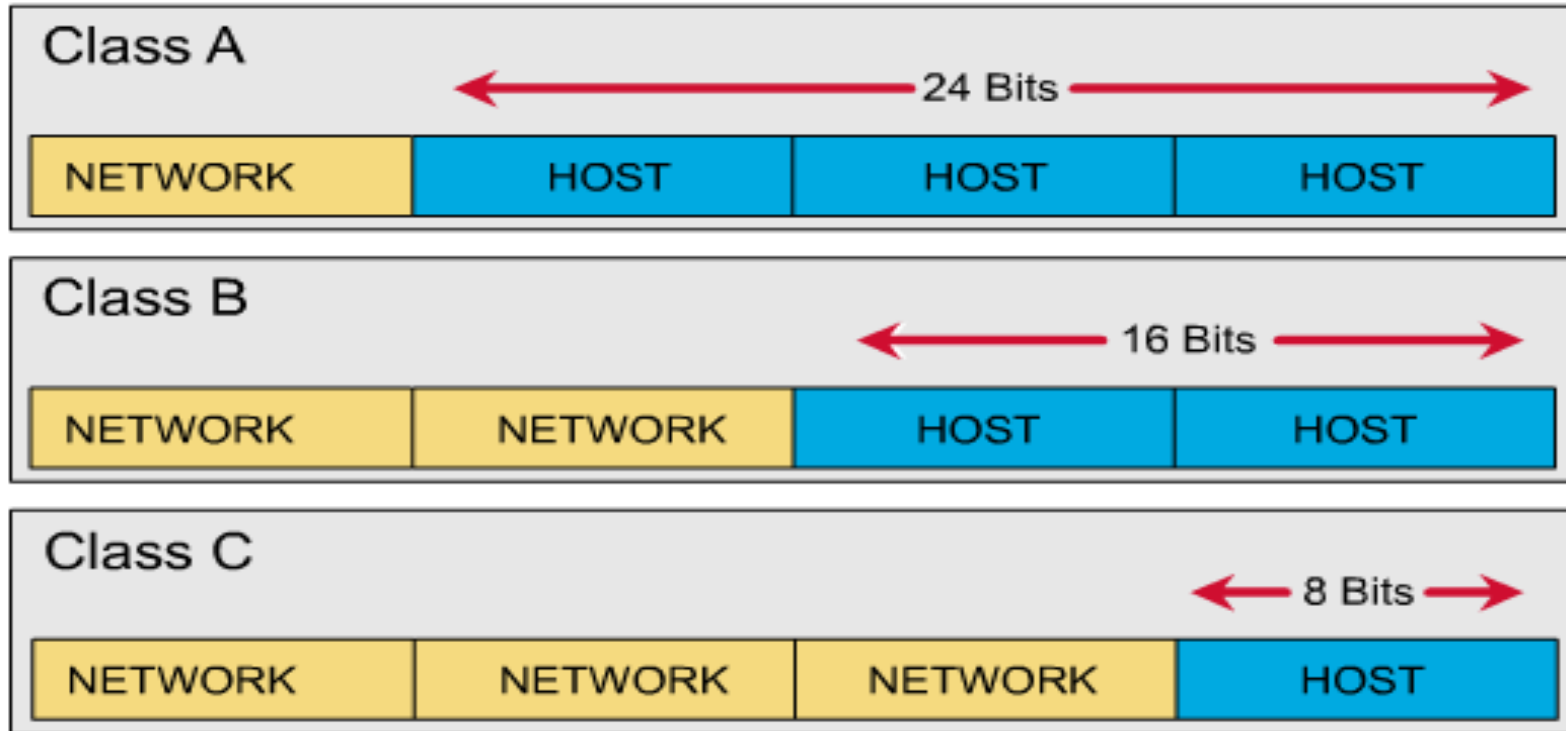 Class A
24 Bits
NETWORK HOST HOST HOST
Class B
16 Bits
NETWORK NETWORK HOST HOST
Class C
8 Bits
NETWORK NETWORK NETWORK HOST